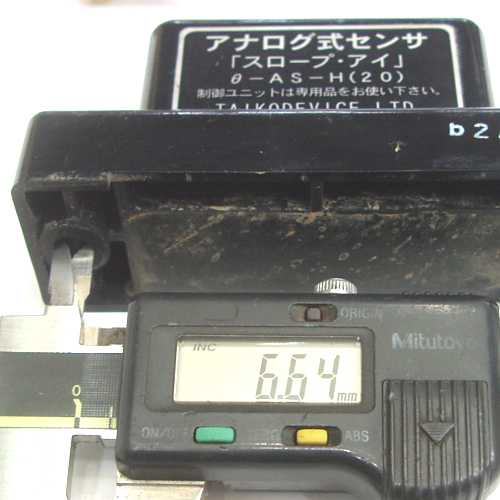 アナログ式センサ
「スロープ・アイ」
θ-AS-H(20)
制御ユニットは専用品をお使い下さい。
TAIKODEVICE LTD
b2
ORIGIN
Mitutoyo
INC
6.64 mm
0
ON/OFF ZERO ABS